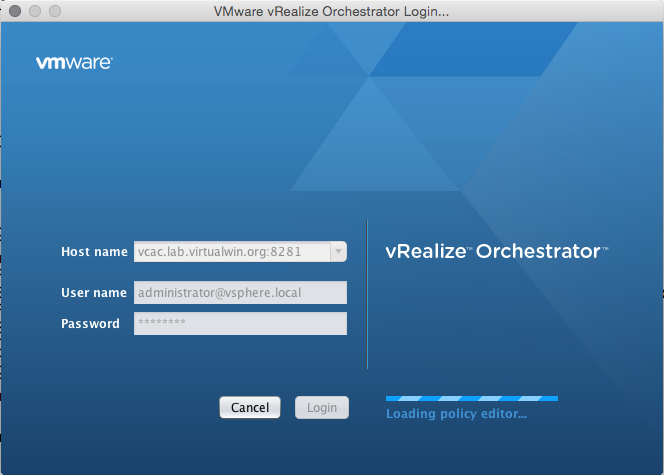 VMware vRealize Orchestrator Login...
vmware®
Host name vcac.lab.virtualwin.org:8281
vRealize™ Orchestrator™
User name administrator@vsphere.local
Password ********
Cancel Login
Loading policy editor...